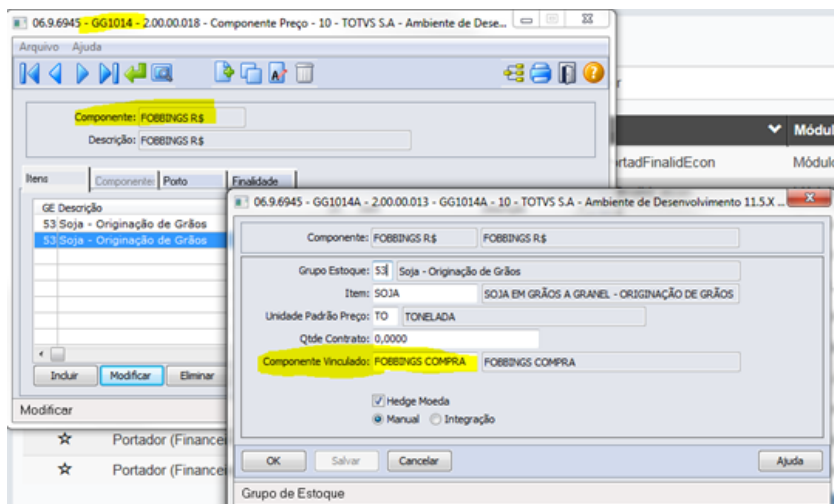 06.9.6945 - GG1014 - 2.00.00.018 - Componente Preço - 10 - TOTVS S.A - Ambiente de Dese...
Arquivo Ajuda
Componente: FOBBINGS R$
Descrição: FOBBINGS R$
Itens Componente: Porto Finalidade
GE Descrição
53 Soja - Originação de Grãos
53 Soja - Originação de Grãos
Incluir Modificar Eliminar
Modificar
Módul
rtadFinalidEcon Módulo
Portador (Finance
Portador (Finance
06.9.6945 - GG1014A - 2.00.00.013 - GG1014A - 10 - TOTVS S.A - Ambiente de Desenvolvimento 11.5.X ...
Componente: FOBBINGS R$ FOBBINGS R$
Grupo Estoque: 53 Soja - Originação de Grãos
Item: SOJA SOJA EM GRÃOS A GRANEL - ORIGINAÇÃO DE GRÃOS
Unidade Padrão Preço: TO TONELADA
Qtde Contrato: 0,0000
Componente Vinculado: FOBBINGS COMPRA FOBBINGS COMPRA
Hedge Moeda
Manual Integração
OK Salvar Cancelar Ajuda
Grupo de Estoque